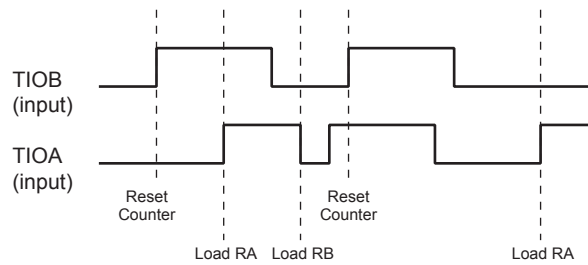 TIOB
(input)
TIOA
(input)
Reset
Counter
Reset
Counter
Load RA
Load RB
Load RA